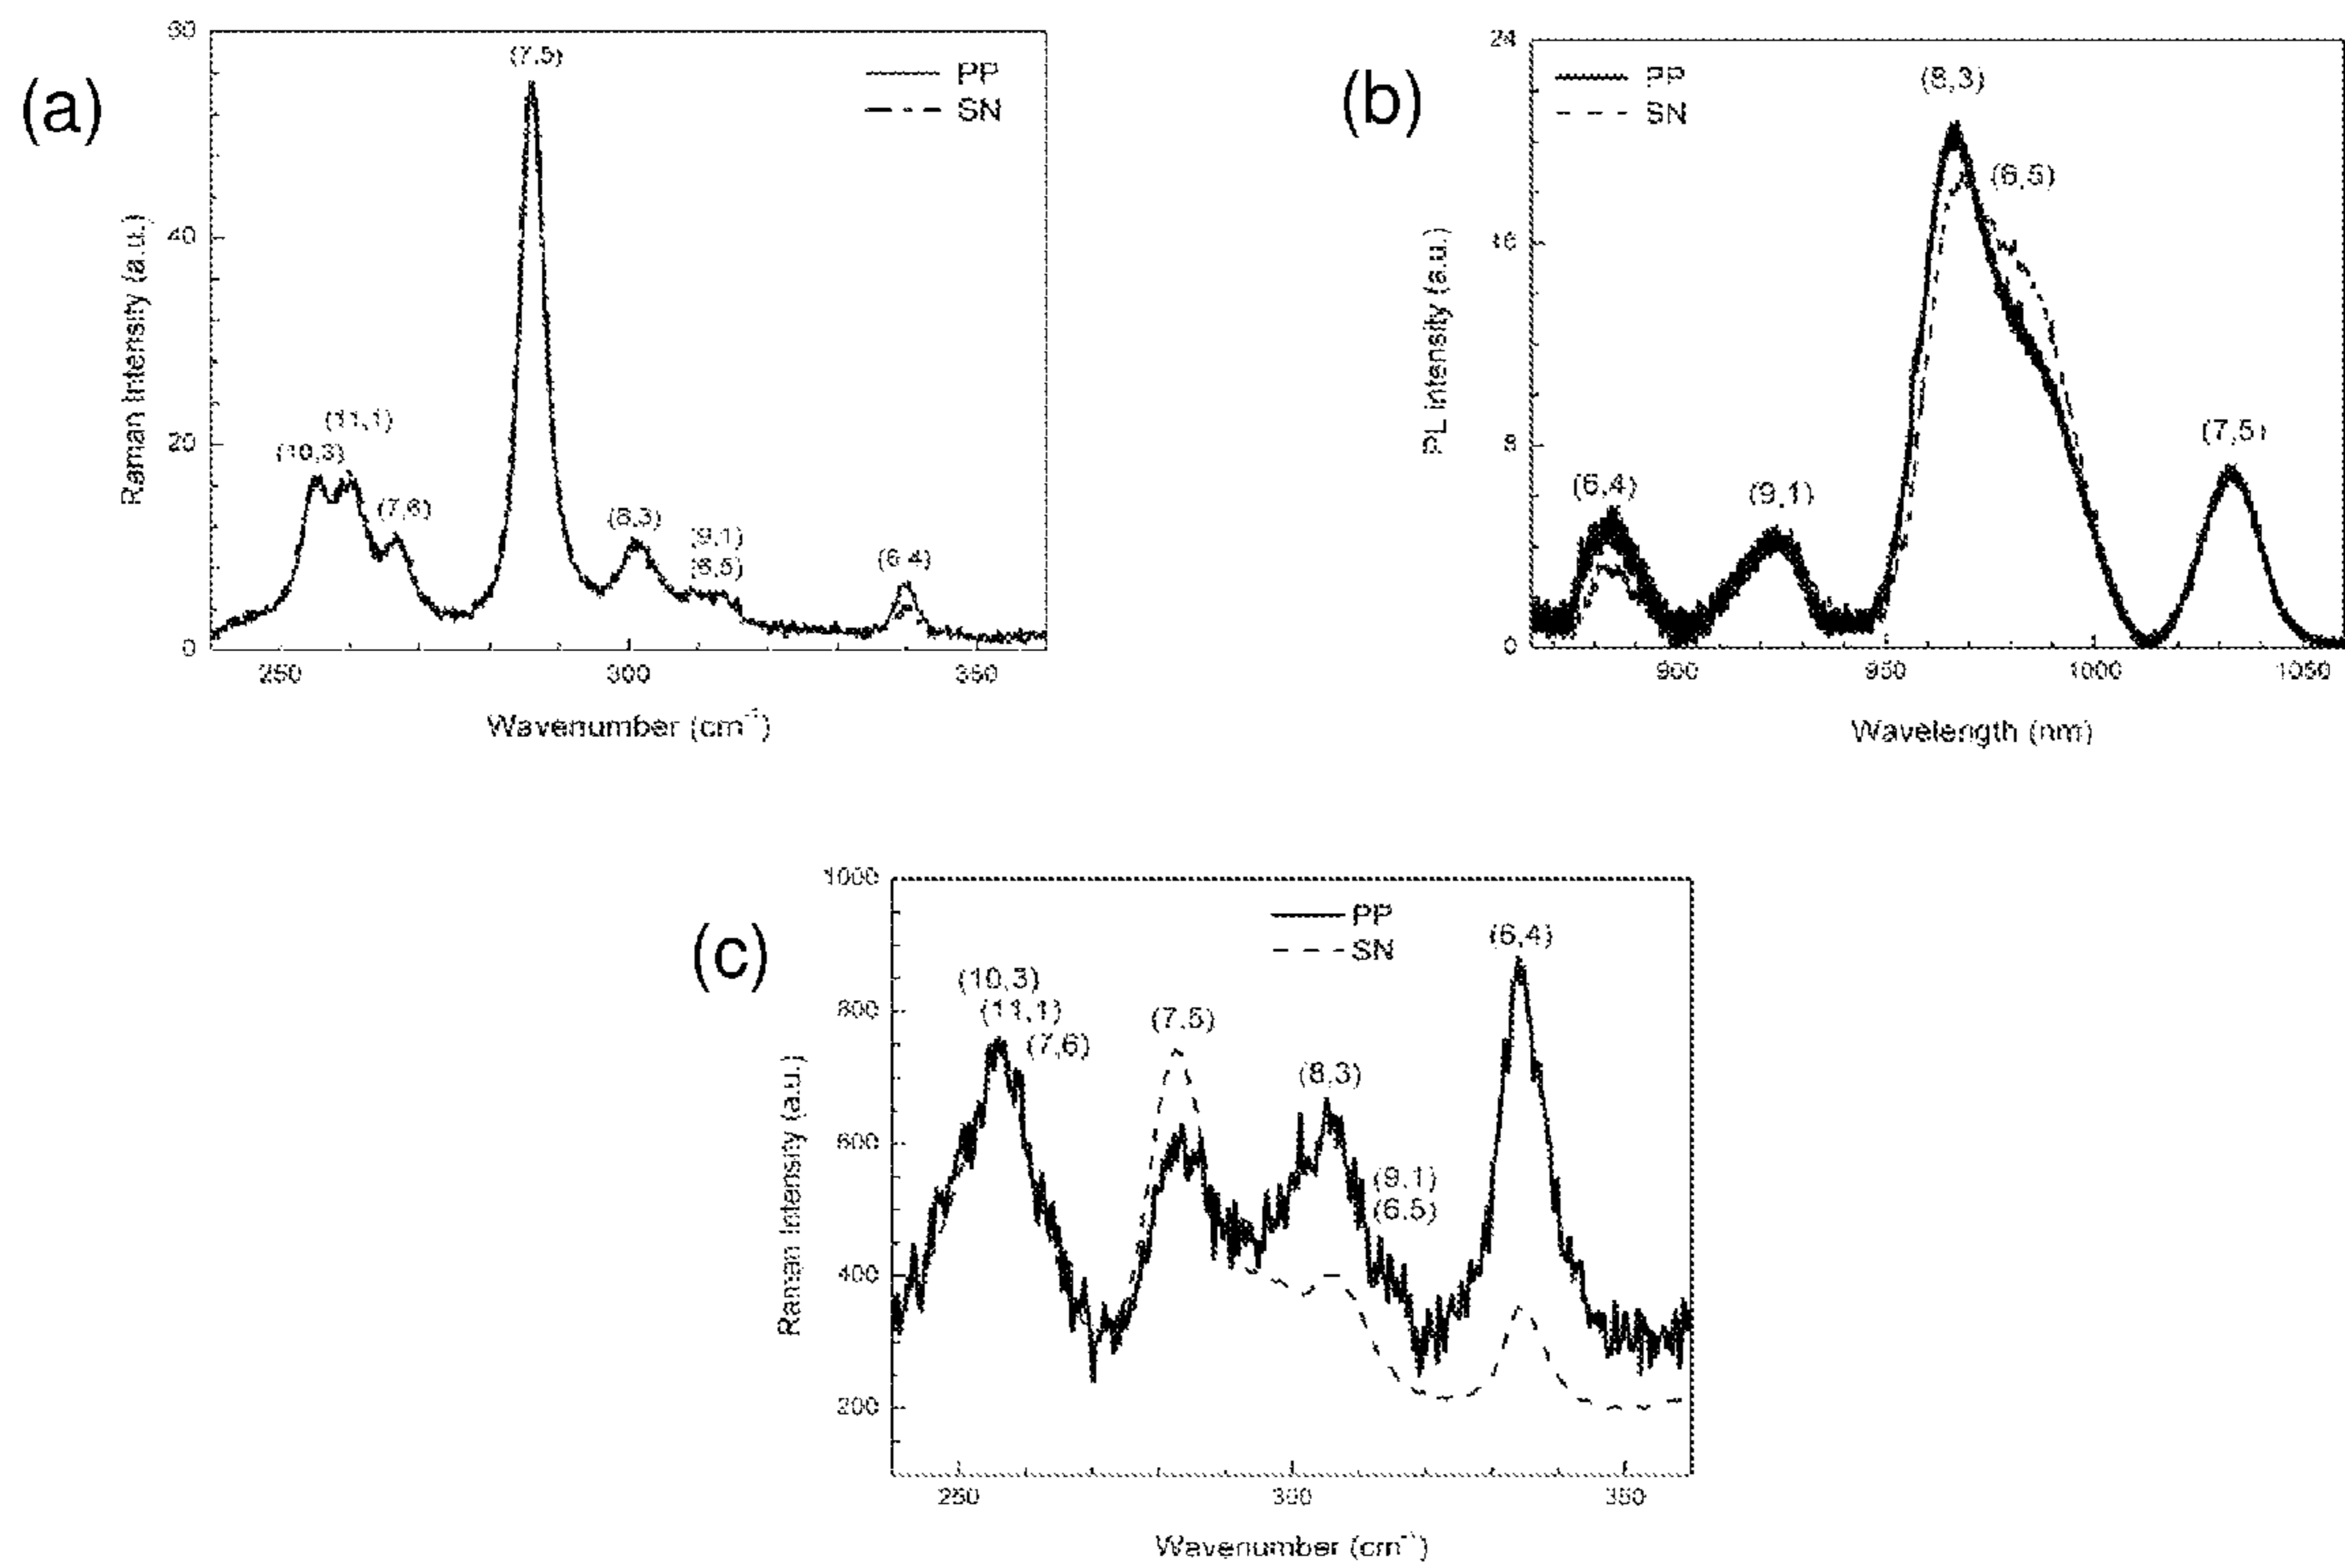 (a)
60
(7,5)
PP
SN
40
Raman Intensity (a.u.)
(11,1)
20
(10,3)
(7,6)
(8,3)
(9,1)
(6,5)
(6,4)
0
250
300
350
Wavenumber (cm⁻¹)
(b)
24
PP
SN
(8,3)
(6,5)
16
PL Intensity (a.u.)
8
(7,5)
(6,4)
(9,1)
0
900
950
1000
1050
Wavelength (nm)
(c)
1000
PP
SN
(6,4)
(10,3)
(11,1)
(7,6)
800
(7,5)
(8,3)
Raman Intensity (a.u.)
600
(9,1)
(6,5)
400
200
250
300
350
Wavenumber (cm⁻¹)